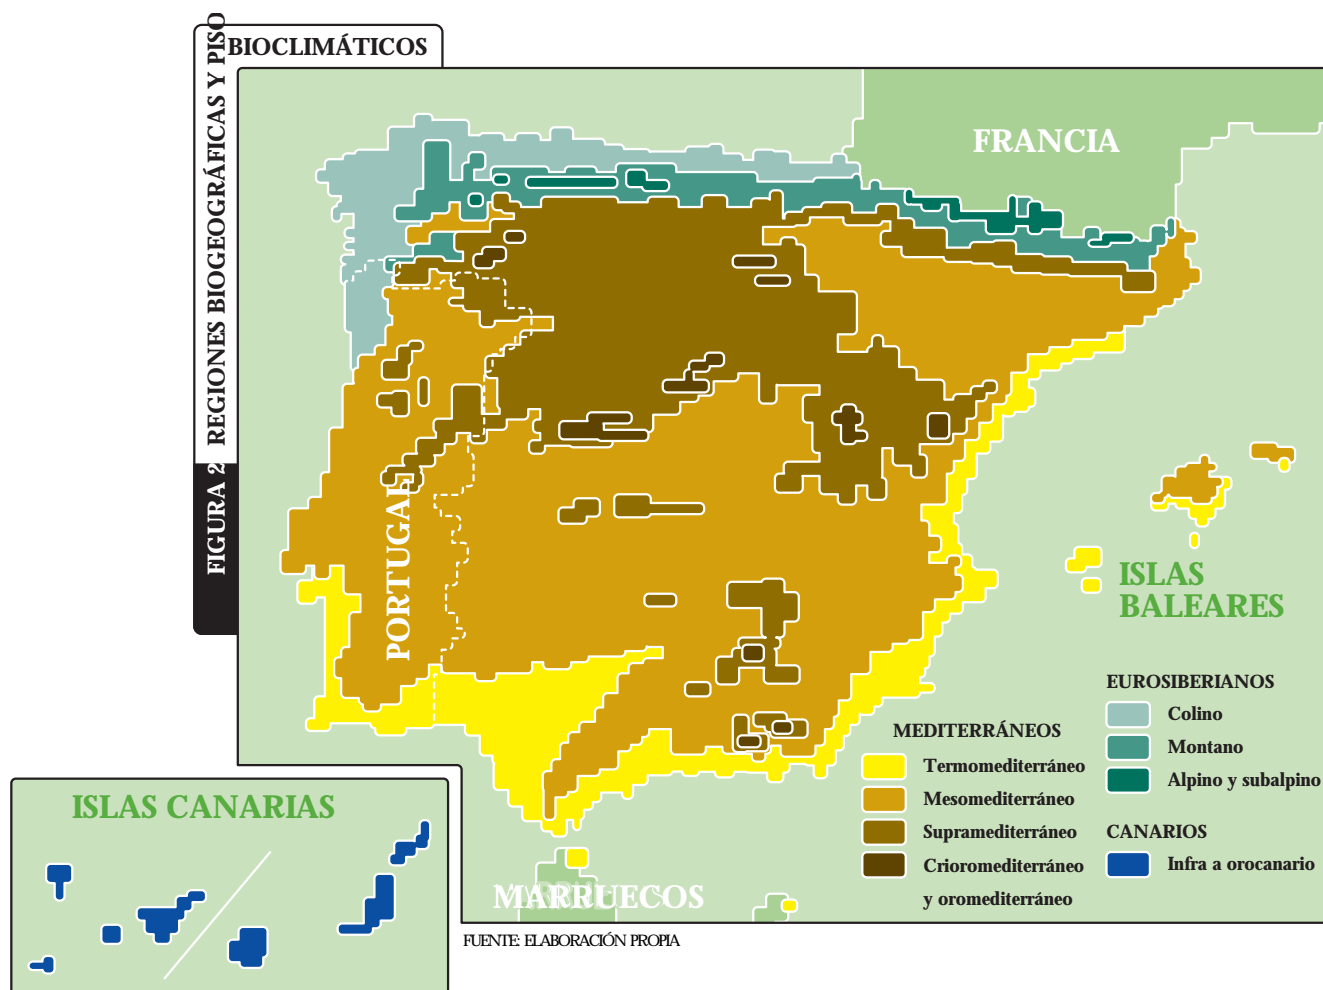 FIGURA 2 REGIONES BIOGEOGRÁFICAS Y PISO
BIOCLIMÁTICOS
FRANCIA
PORTUGAL
ISLAS
BALEARES
MARRUECOS
ISLAS CANARIAS
MEDITERRÁNEOS
Termomediterráneo
Mesomediterráneo
Supramediterráneo
Crioromediterráneo
y oromediterráneo
EUROSIBERIANOS
Colino
Montano
Alpino y subalpino
CANARIOS
Infra a orocanario
FUENTE: ELABORACIÓN PROPIA